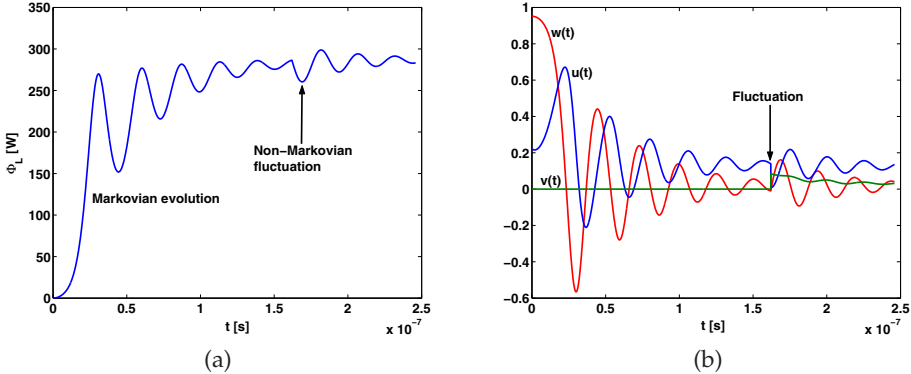 350
300
250
200
150
100
50
0
Φ_L [W]
Markovian evolution
Non−Markovian
fluctuation
0 0.5 1 1.5 2 2.5
t [s]
x 10^−7
(a)
1
0.8
0.6
0.4
0.2
0
−0.2
−0.4
−0.6
w(t)
u(t)
v(t)
Fluctuation
0 0.5 1 1.5 2 2.5
t [s]
x 10^−7
(b)